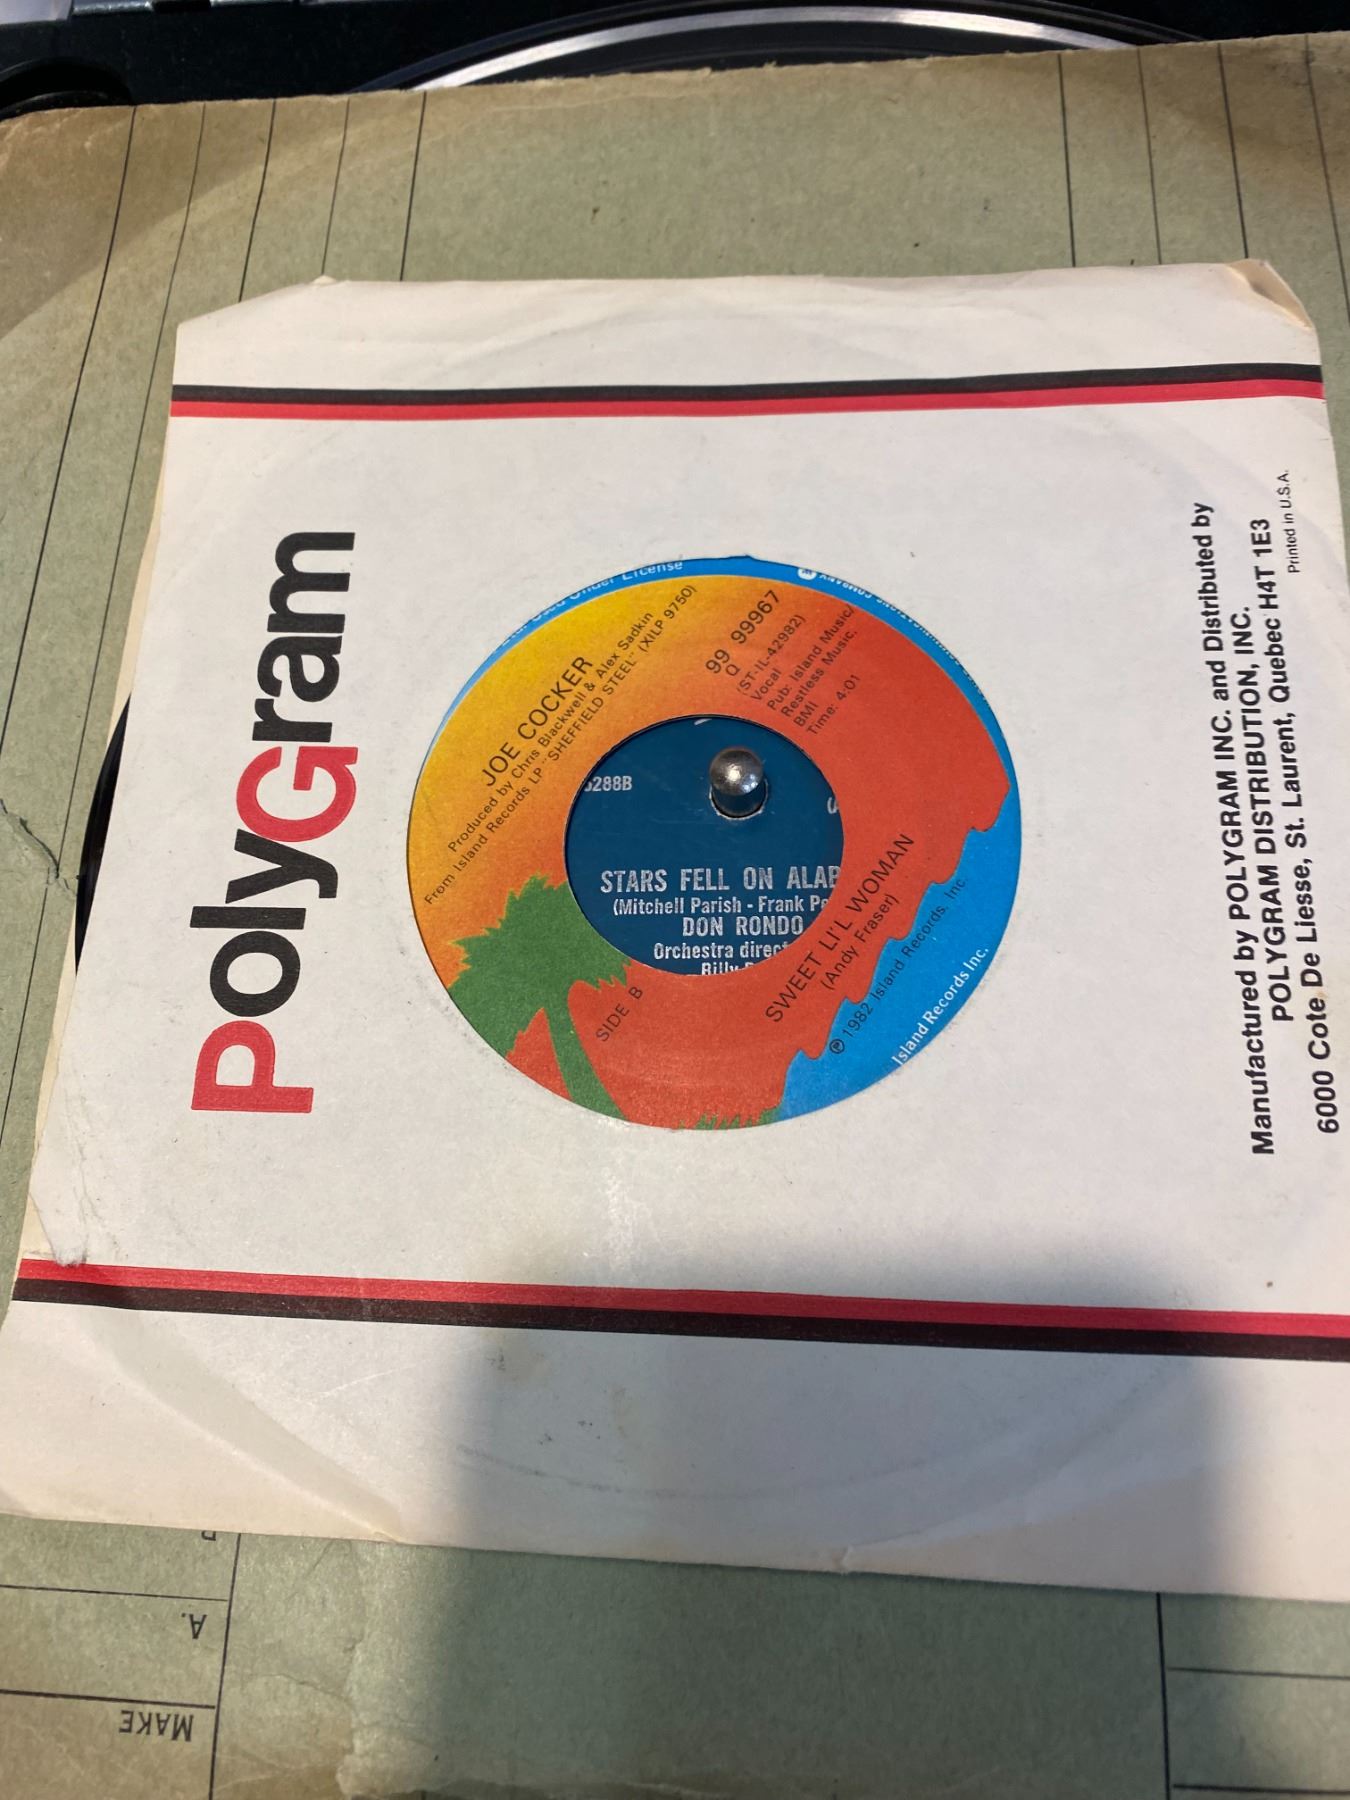 PolyGram
JOE COCKER
Produced by Chris Blackwell & Alex Sadkin
From Island Records LP "SHEFFIELD STEEL" (XILP 9750)
99 99967
Q
(ST-IL-42982)
Vocal
Pub: Island Music/
Restless Music.
BMI
Time: 4:01
SIDE B
SWEET LI'L WOMAN
(Andy Fraser)
℗ 1982 Island Records, Inc.
Island Records Inc.
Under License
288B
STARS FELL ON ALAB
(Mitchell Parish - Frank
DON RONDO
Orchestra direct
Billy
Manufactured by POLYGRAM INC. and Distributed by
POLYGRAM DISTRIBUTION, INC.
6000 Cote De Liesse, St. Laurent, Quebec H4T 1E3
Printed in U.S.A.
A.
MAKE